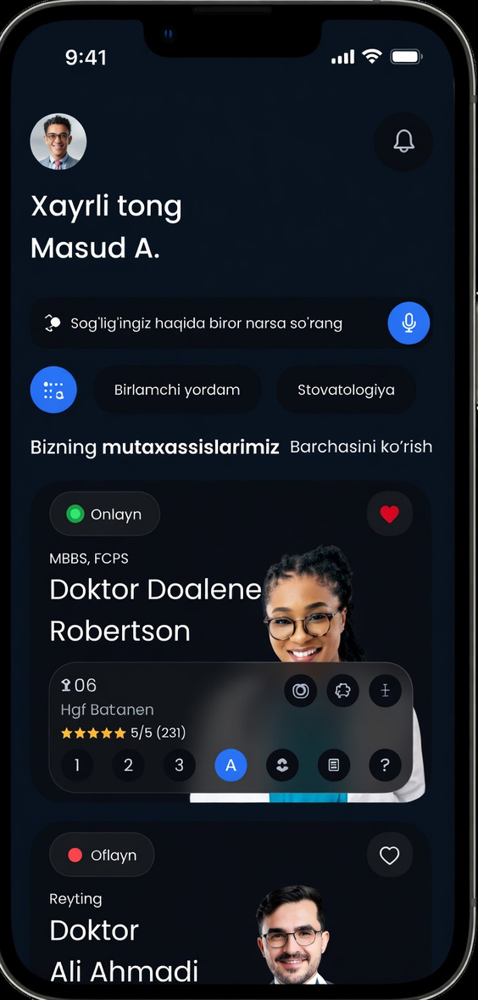 9:41
Xayrli tong
Masud A.
Sog'lig'ingiz haqida biror narsa so'rang
Birlamchi yordam
Stovatologiya
Bizning mutaxassislarimiz
Barchasini ko’rish
Onlayn
MBBS, FCPS
Doktor Doalene
Robertson
06
Hgf Batanen
5/5 (231)
1 2 3 A ?
Oflayn
Reyting
Doktor
Ali Ahmadi